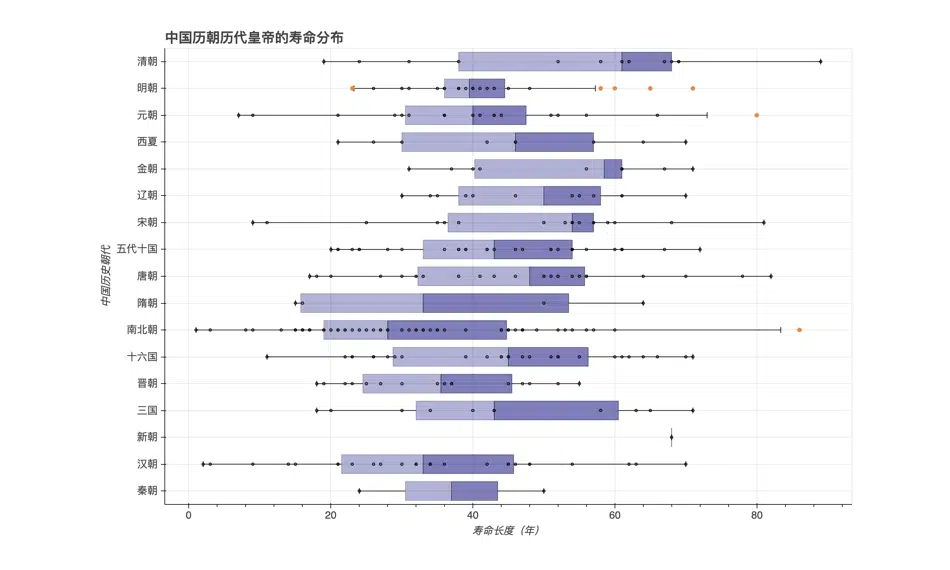 中国历朝历代皇帝的寿命分布
清朝
明朝
元朝
西夏
金朝
辽朝
宋朝
五代十国
唐朝
隋朝
南北朝
十六国
晋朝
三国
新朝
汉朝
秦朝
中国历史朝代
0 20 40 60 80
寿命长度（年）